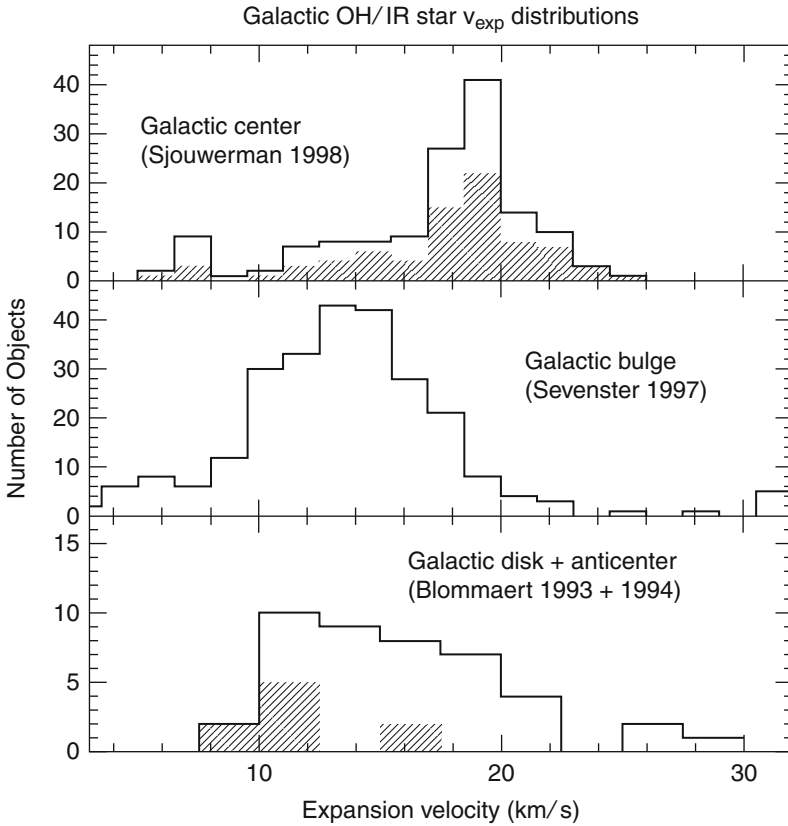 Galactic OH/IR star vexp distributions
Galactic center
(Sjouwerman 1998)
40
30
20
10
0
Galactic bulge
(Sevenster 1997)
40
30
20
10
0
Galactic disk + anticenter
(Blommaert 1993 + 1994)
15
10
5
0
10
20
30
Number of Objects
Expansion velocity (km/s)